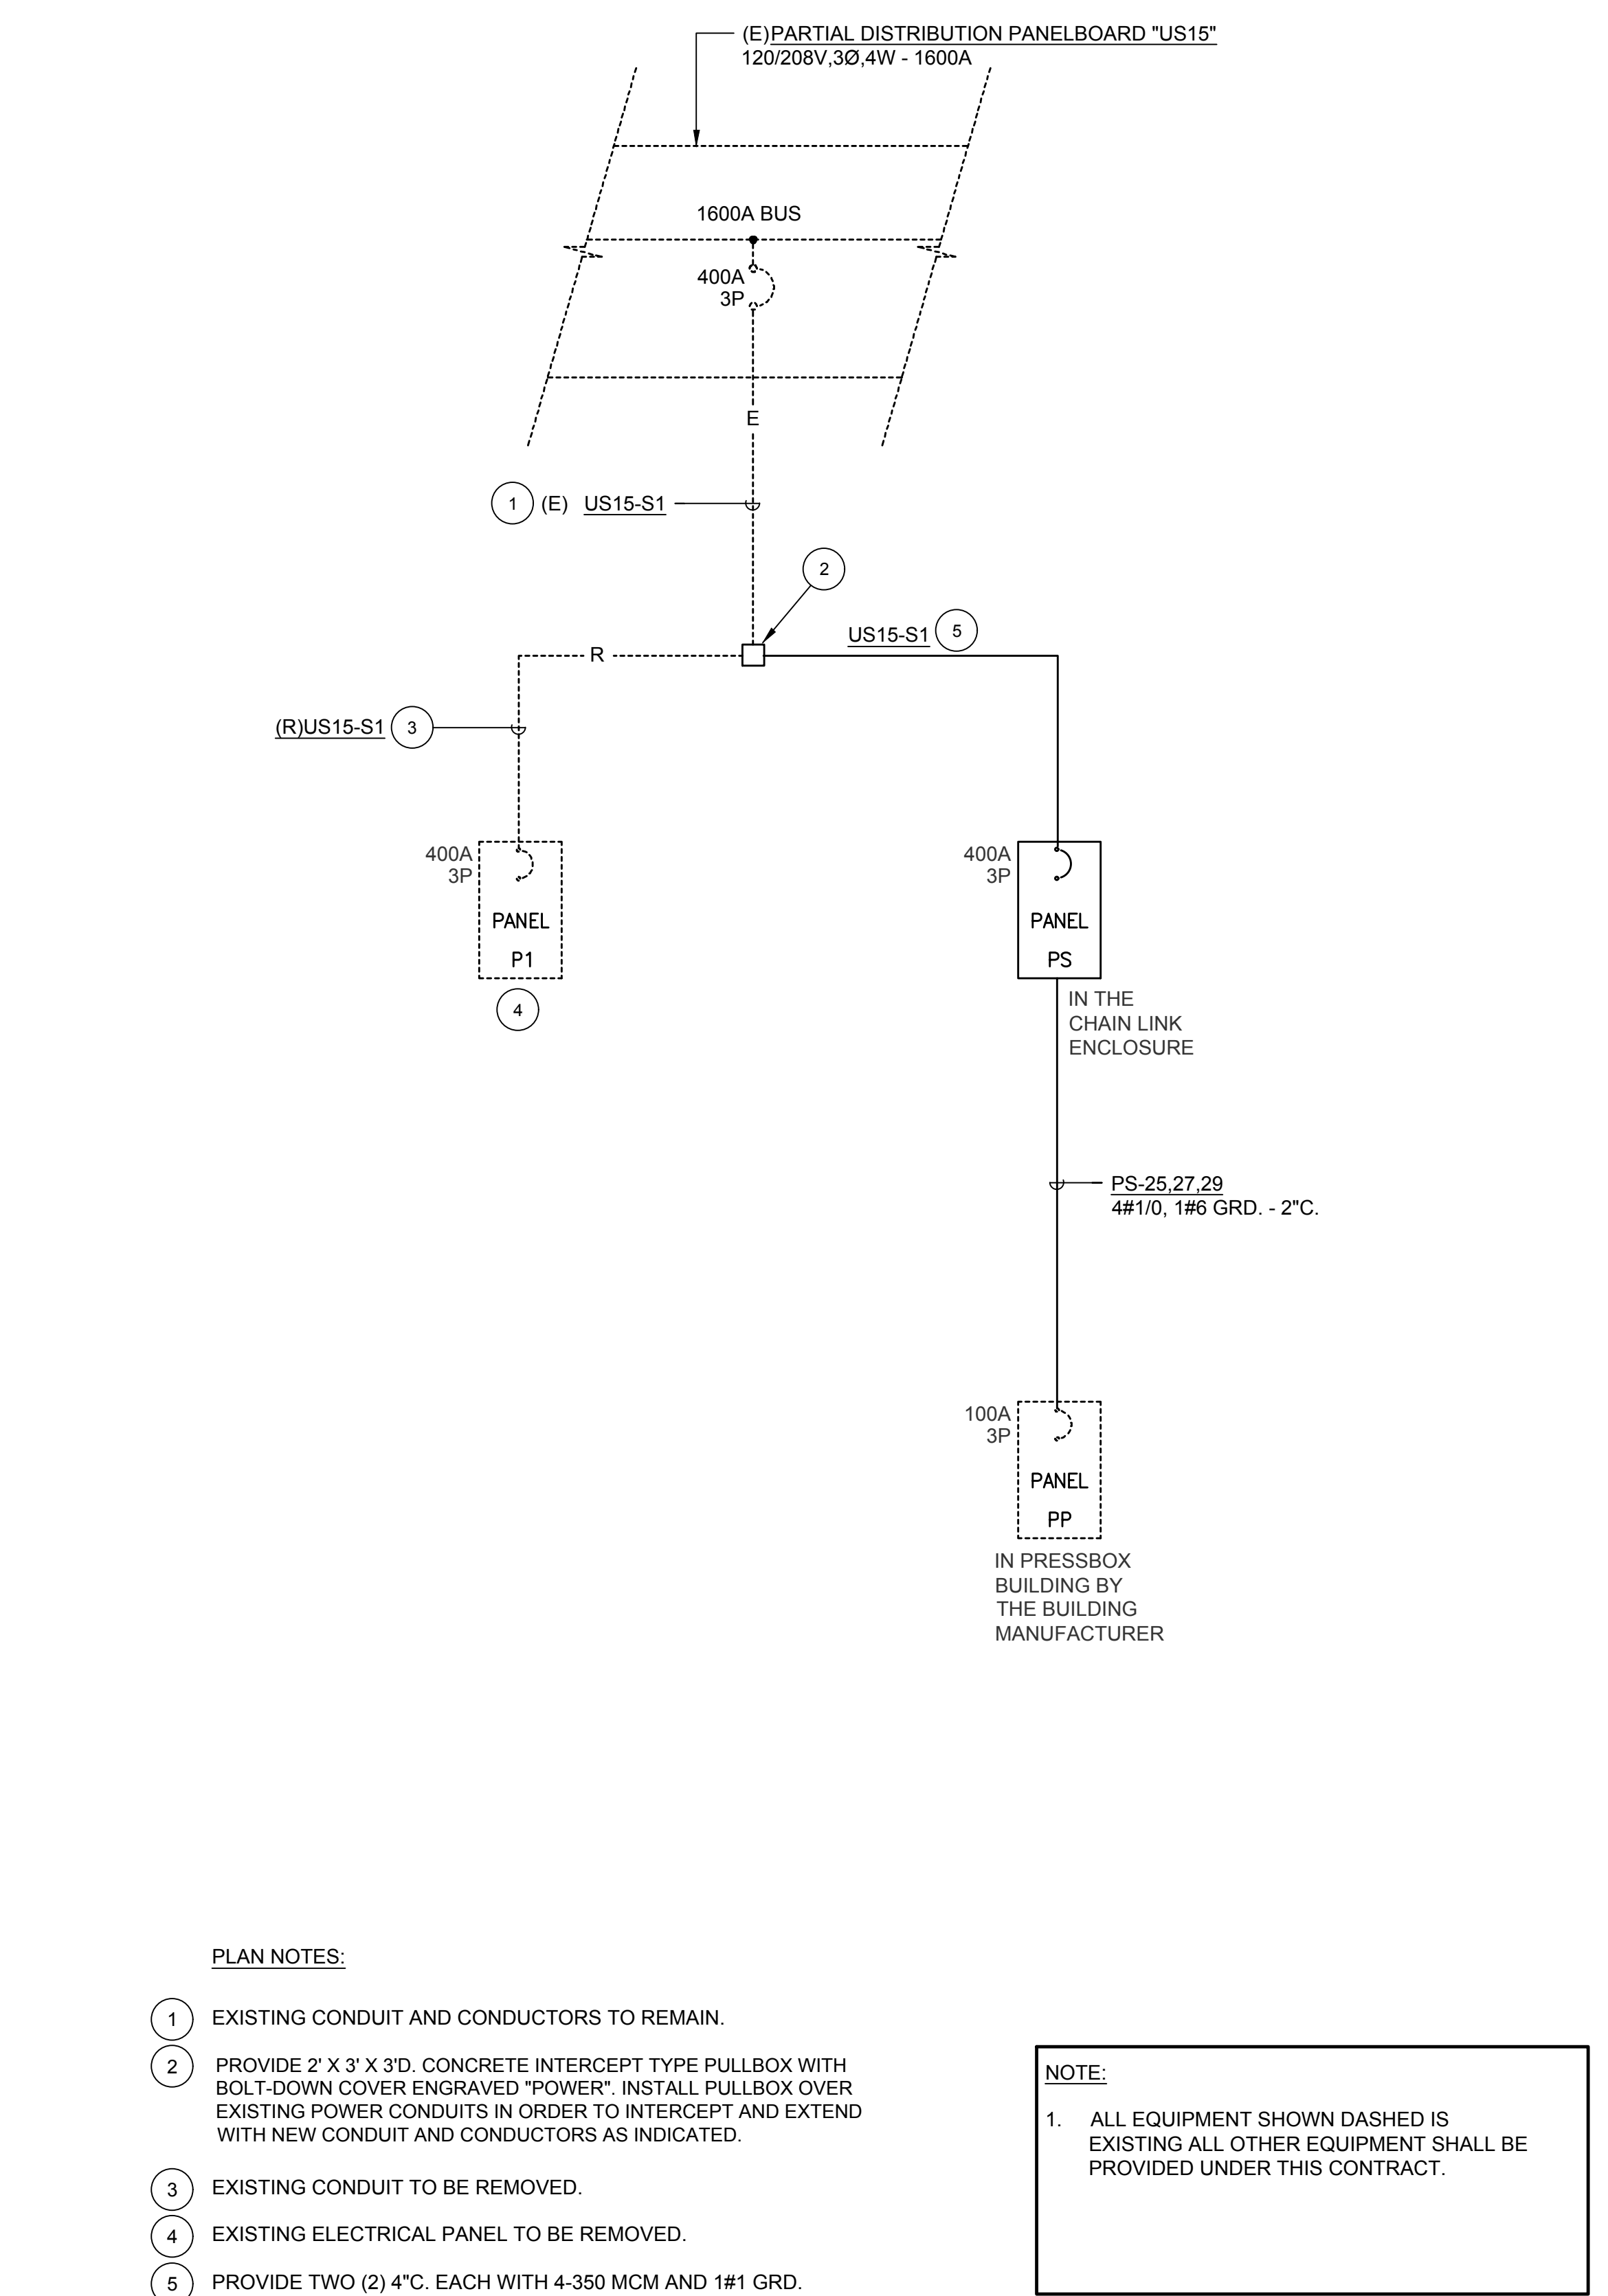 (E)PARTIAL DISTRIBUTION PANELBOARD "US15"
120/208V,3Ø,4W - 1600A
1600A BUS
400A
3P
E
1 (E) US15-S1
2
US15-S1 5
R
(R)US15-S1 3
400A
3P
PANEL
P1
4
400A
3P
PANEL
PS
IN THE
CHAIN LINK
ENCLOSURE
PS-25,27,29
4#1/0, 1#6 GRD. - 2"C.
100A
3P
PANEL
PP
IN PRESSBOX
BUILDING BY
THE BUILDING
MANUFACTURER
PLAN NOTES:
1 EXISTING CONDUIT AND CONDUCTORS TO REMAIN.
2 PROVIDE 2' X 3' X 3'D. CONCRETE INTERCEPT TYPE PULLBOX WITH
BOLT-DOWN COVER ENGRAVED "POWER". INSTALL PULLBOX OVER
EXISTING POWER CONDUITS IN ORDER TO INTERCEPT AND EXTEND
WITH NEW CONDUIT AND CONDUCTORS AS INDICATED.
3 EXISTING CONDUIT TO BE REMOVED.
4 EXISTING ELECTRICAL PANEL TO BE REMOVED.
5 PROVIDE TWO (2) 4"C. EACH WITH 4-350 MCM AND 1#1 GRD.
NOTE:
1. ALL EQUIPMENT SHOWN DASHED IS
EXISTING ALL OTHER EQUIPMENT SHALL BE
PROVIDED UNDER THIS CONTRACT.